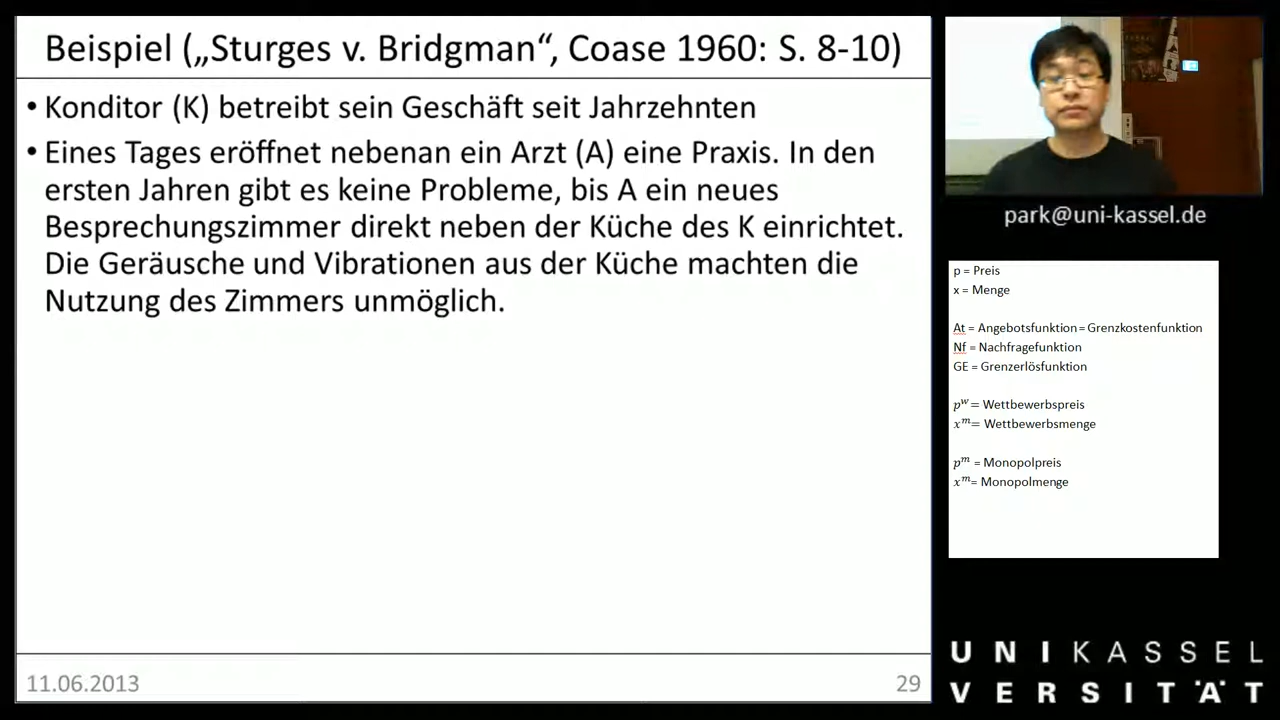 Beispiel („Sturges v. Bridgman“, Coase 1960: S. 8-10)
• Konditor (K) betreibt sein Geschäft seit Jahrzehnten
• Eines Tages eröffnet nebenan ein Arzt (A) eine Praxis. In den
ersten Jahren gibt es keine Probleme, bis A ein neues
Besprechungszimmer direkt neben der Küche des K einrichtet.
Die Geräusche und Vibrationen aus der Küche machten die
Nutzung des Zimmers unmöglich.
11.06.2013
29
park@uni-kassel.de
p = Preis
x = Menge
At = Angebotsfunktion = Grenzkostenfunktion
Nf = Nachfragefunktion
GE = Grenzerlösfunktion
p^w = Wettbewerbspreis
x^m = Wettbewerbsmenge
p^m = Monopolpreis
x^m = Monopolmenge
UNIKASSEL
VERSITÄT